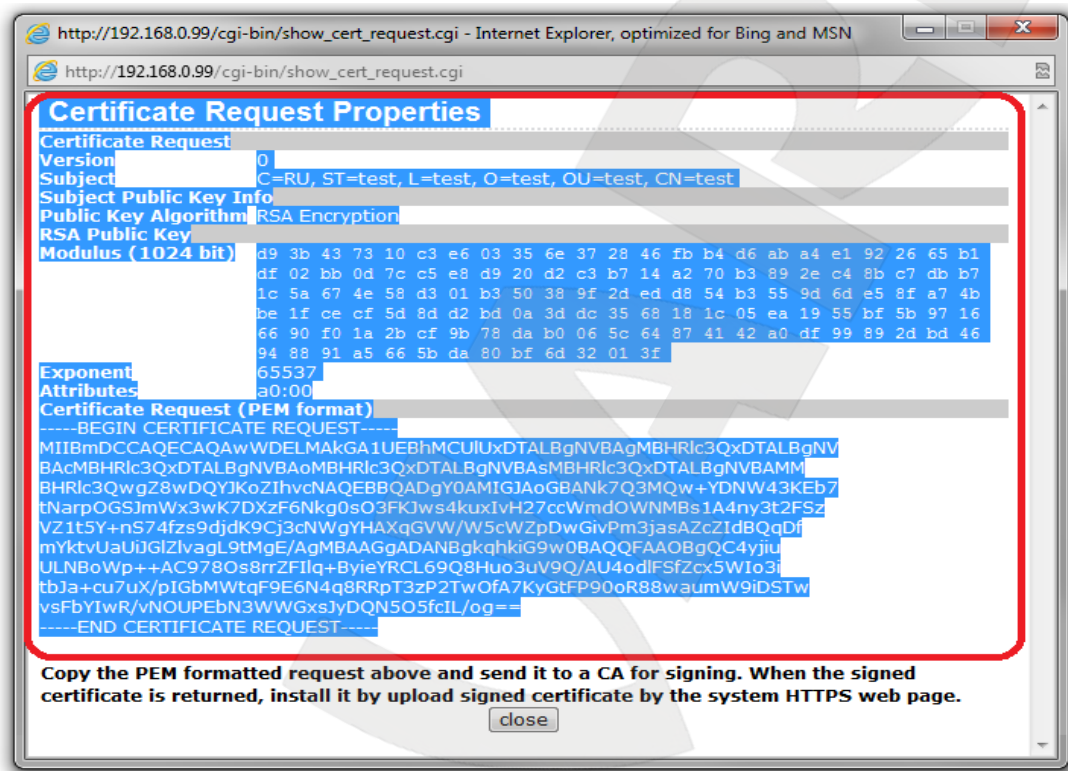 http://192.168.0.99/cgi-bin/show_cert_request.cgi - Internet Explorer, optimized for Bing and MSN
http://192.168.0.99/cgi-bin/show_cert_request.cgi
Certificate Request Properties
Certificate Request
Version 0
Subject C=RU, ST=test, L=test, O=test, OU=test, CN=test
Subject Public Key Info
Public Key Algorithm RSA Encryption
RSA Public Key
Modulus (1024 bit) d9 3b 43 73 10 c3 e6 03 35 6e 37 28 46 fb b4 d6 ab a4 e1 92 26 65 b1
df 02 bb 0d 7c c5 e8 d9 20 d2 c3 b7 14 a2 70 b3 89 2e c4 8b c7 db b7
1c 5a 67 4e 58 d3 01 b3 50 38 9f 2d ed d8 54 b3 55 9d 6d e5 8f a7 4b
be 1f ce cf 5d 8d d2 bd 0a 3d dc 35 68 18 1c 05 ea 19 55 bf 5b 97 16
66 90 f0 1a 2b cf 9b 78 da b0 06 5c 64 87 41 42 a0 df 99 89 2d bd 46
94 88 91 a5 66 5b da 80 bf 6d 32 01 3f
Exponent 65537
Attributes a0:00
Certificate Request (PEM format)
-----BEGIN CERTIFICATE REQUEST-----
MIIBmDCCAQECAQAwWDELMAkGA1UEBhMCUlUxDTALBgNVBAgMBHRlc3QxDTALBgNV
BAcMBHRlc3QxDTALBgNVBAoMBHRlc3QxDTALBgNVBAsMBHRlc3QxDTALBgNVBAMM
BHRlc3QwgZ8wDQYJKoZIhvcNAQEBBQADgY0AMIGJAoGBANk7Q3MQw+YDNW43KEb7
tNarpOGSJmWx3wK7DXzF6Nkg0sO3FKJws4kuxIvH27ccWmdOWNMBs1A4ny3t2FSz
VZ1t5Y+nS74fzs9djdK9Cj3cNWgYHAXqGVW/W5cWZpDwGivPm3jasAZcZIdBQqDf
mYktvUaUiJGlZlvagL9tMgE/AgMBAAGgADANBgkqhkiG9w0BAQQFAAOBgQC4yjiu
ULNBoWp++AC978Os8rrZFIlq+ByieYRCL69Q8Huo3uV9Q/AU4odlFSfZcx5WIo3i
tbJa+cu7uX/pIGbMWtqF9E6N4q8RRpT3zP2TwOfA7KyGtFP90oR88waumW9iDSTw
vsFbYIwR/vNOUPEbN3WWGxsJyDQN5O5fcIL/og==
-----END CERTIFICATE REQUEST-----
Copy the PEM formatted request above and send it to a CA for signing. When the signed
certificate is returned, install it by upload signed certificate by the system HTTPS web page.
close